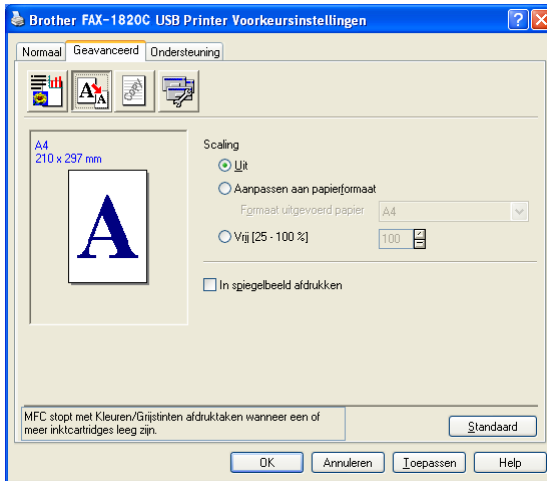 Brother FAX-1820C USB Printer Voorkeursinstellingen
Normaal Geavanceerd Ondersteuning
A4
210 x 297 mm
A
Scaling
Uit
Aanpassen aan papierformaat
Formaat uitgevoerd papier A4
Vrij [25 - 100 %] 100
In spiegelbeeld afdrukken
MFC stopt met Kleuren/Grijstinten afdruktaken wanneer een of
meer inktcartridges leeg zijn.
Standaard
OK Annuleren Toepassen Help